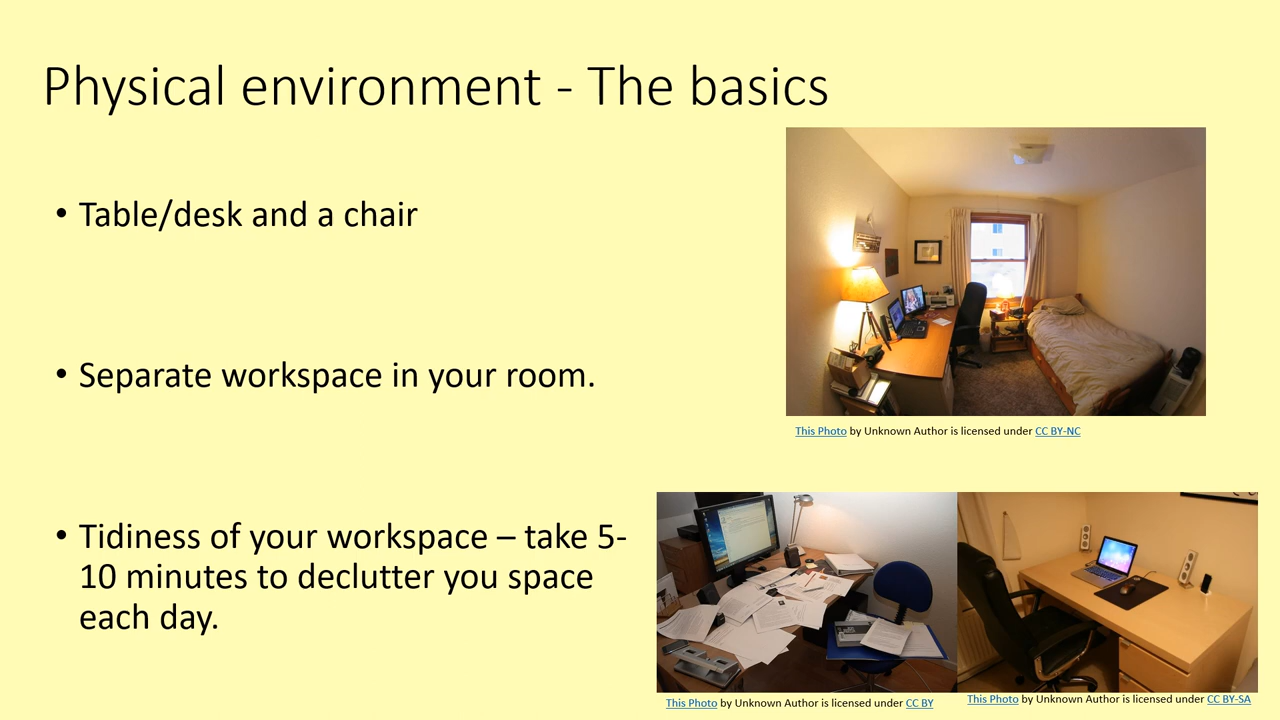 Physical environment - The basics
• Table/desk and a chair
• Separate workspace in your room.
• Tidiness of your workspace – take 5-
10 minutes to declutter you space
each day.
This Photo by Unknown Author is licensed under CC BY-NC
This Photo by Unknown Author is licensed under CC BY
This Photo by Unknown Author is licensed under CC BY-SA